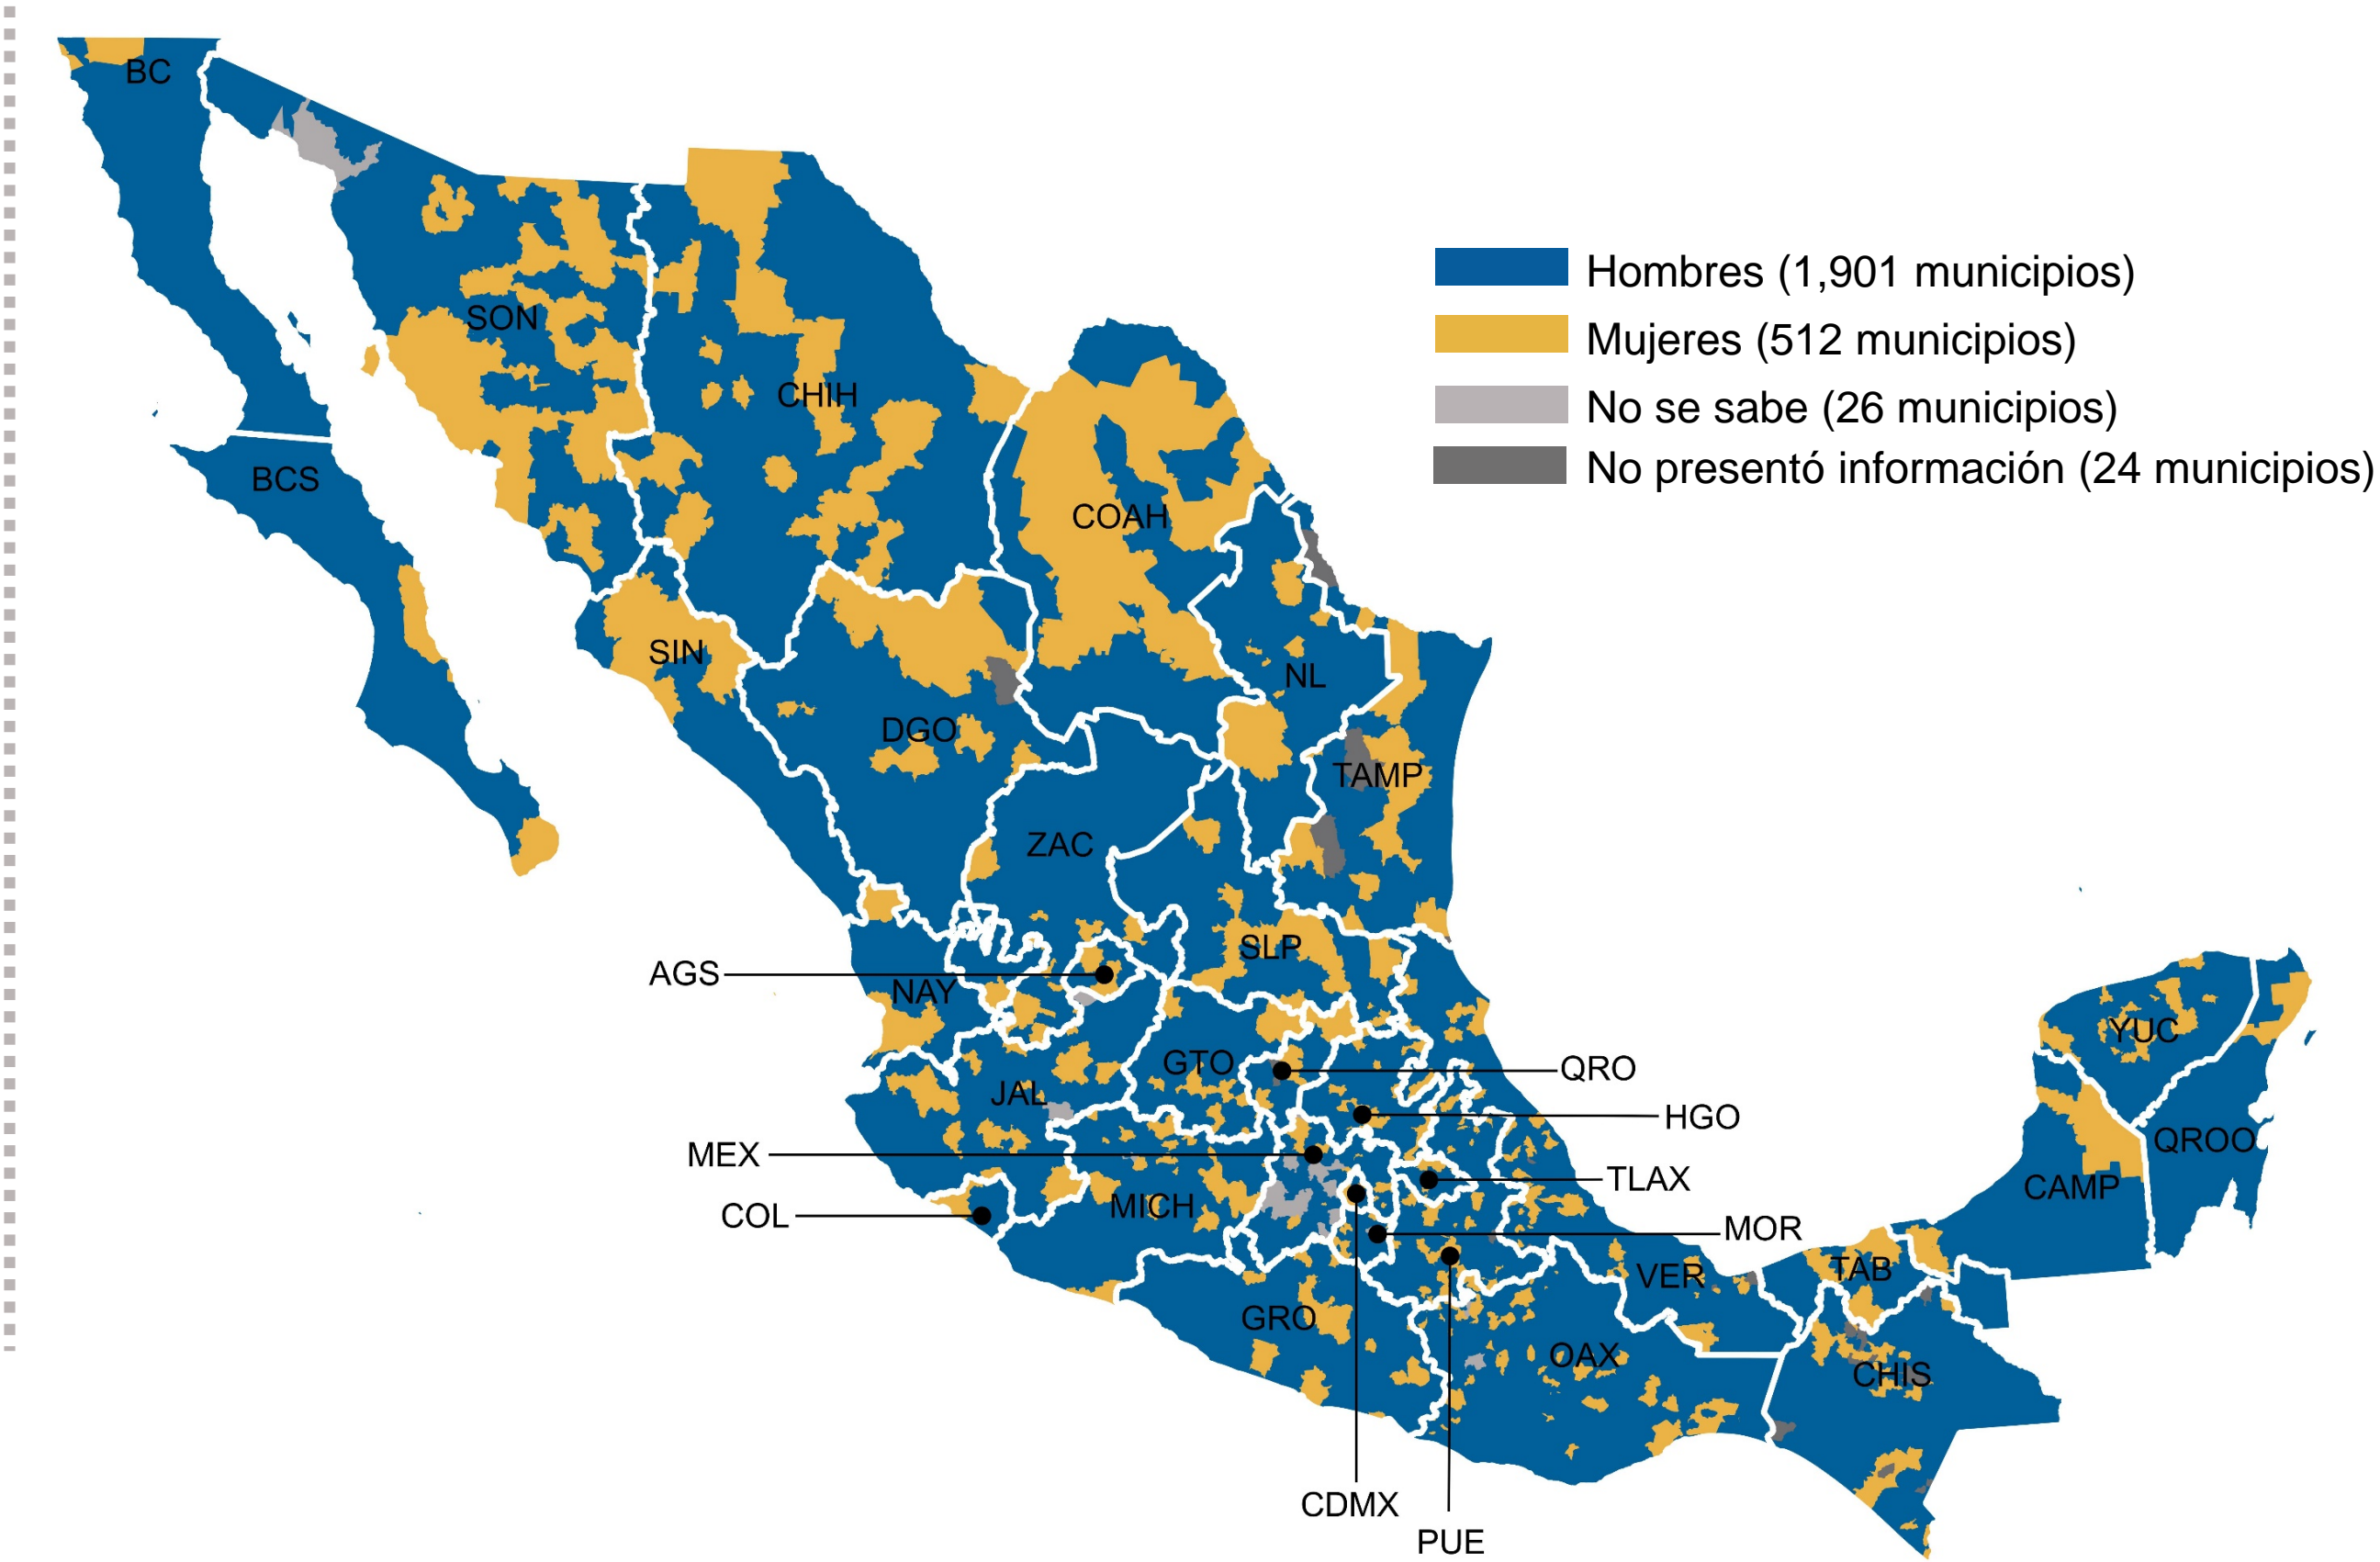 BC
Hombres (1,901 municipios)
SON
Mujeres (512 municipios)
CHIH
No se sabe (26 municipios)
BCS
No presentó información (24 municipios)
COAH
SIN
NL
DGO
TAMP
ZAC
SLP
AGS
NAY
YUC
GTO
QRO
JAL
HGO
QROO
MEX
TLAX
CAMP
MICH
COL
MOR
TAB
VER
GRO
OAX
CHIS
CDMX
PUE